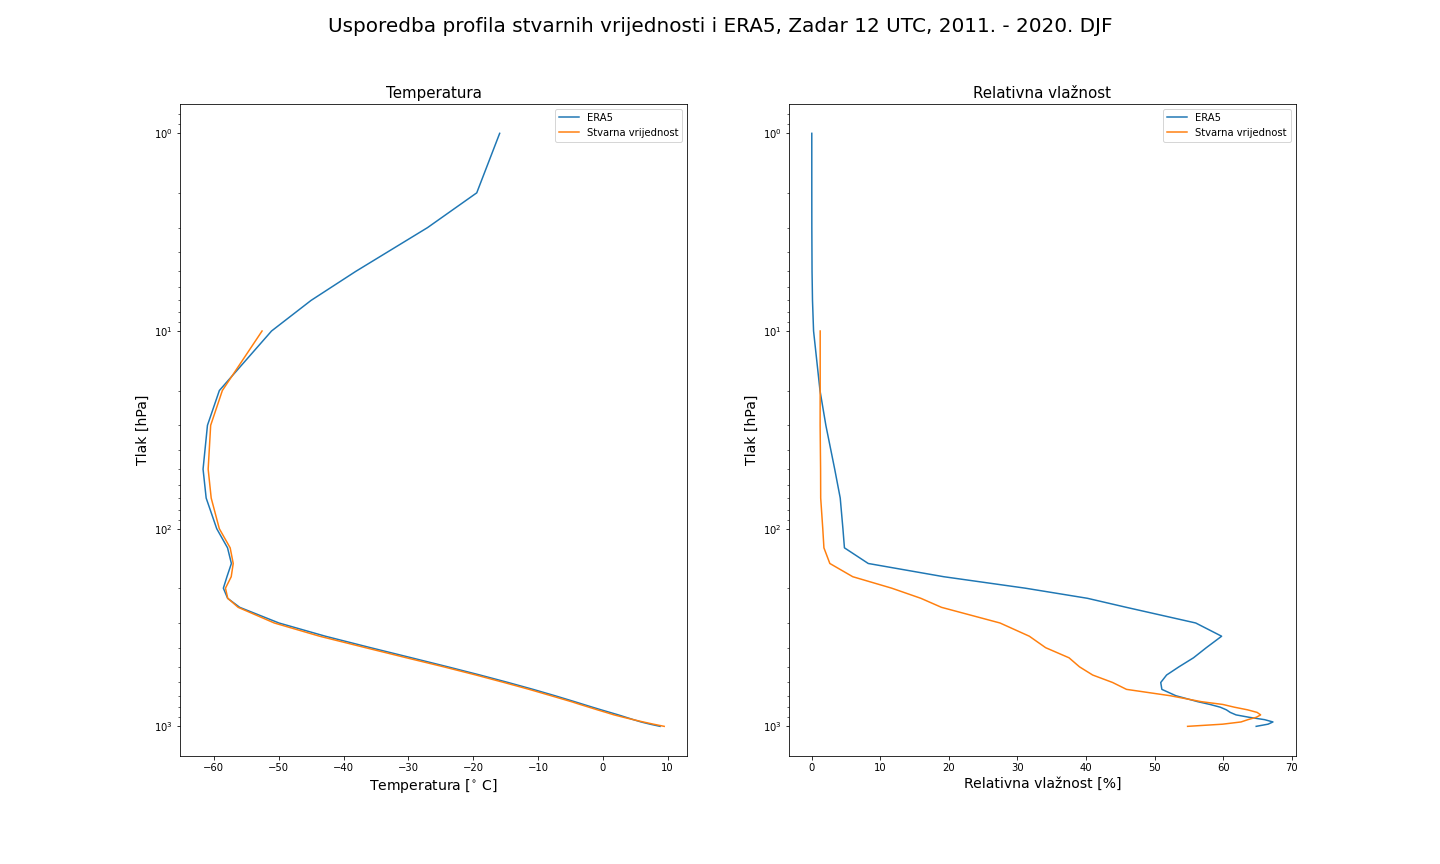 Usporedba profila stvarnih vrijednosti i ERA5, Zadar 12 UTC, 2011. - 2020. DJF
Temperatura
ERA5
Stvarna vrijednost
10⁰
10¹
10²
10³
Tlak [hPa]
−60 −50 −40 −30 −20 −10 0 10
Temperatura [° C]
Relativna vlažnost
ERA5
Stvarna vrijednost
10⁰
10¹
10²
10³
Tlak [hPa]
0 10 20 30 40 50 60 70
Relativna vlažnost [%]